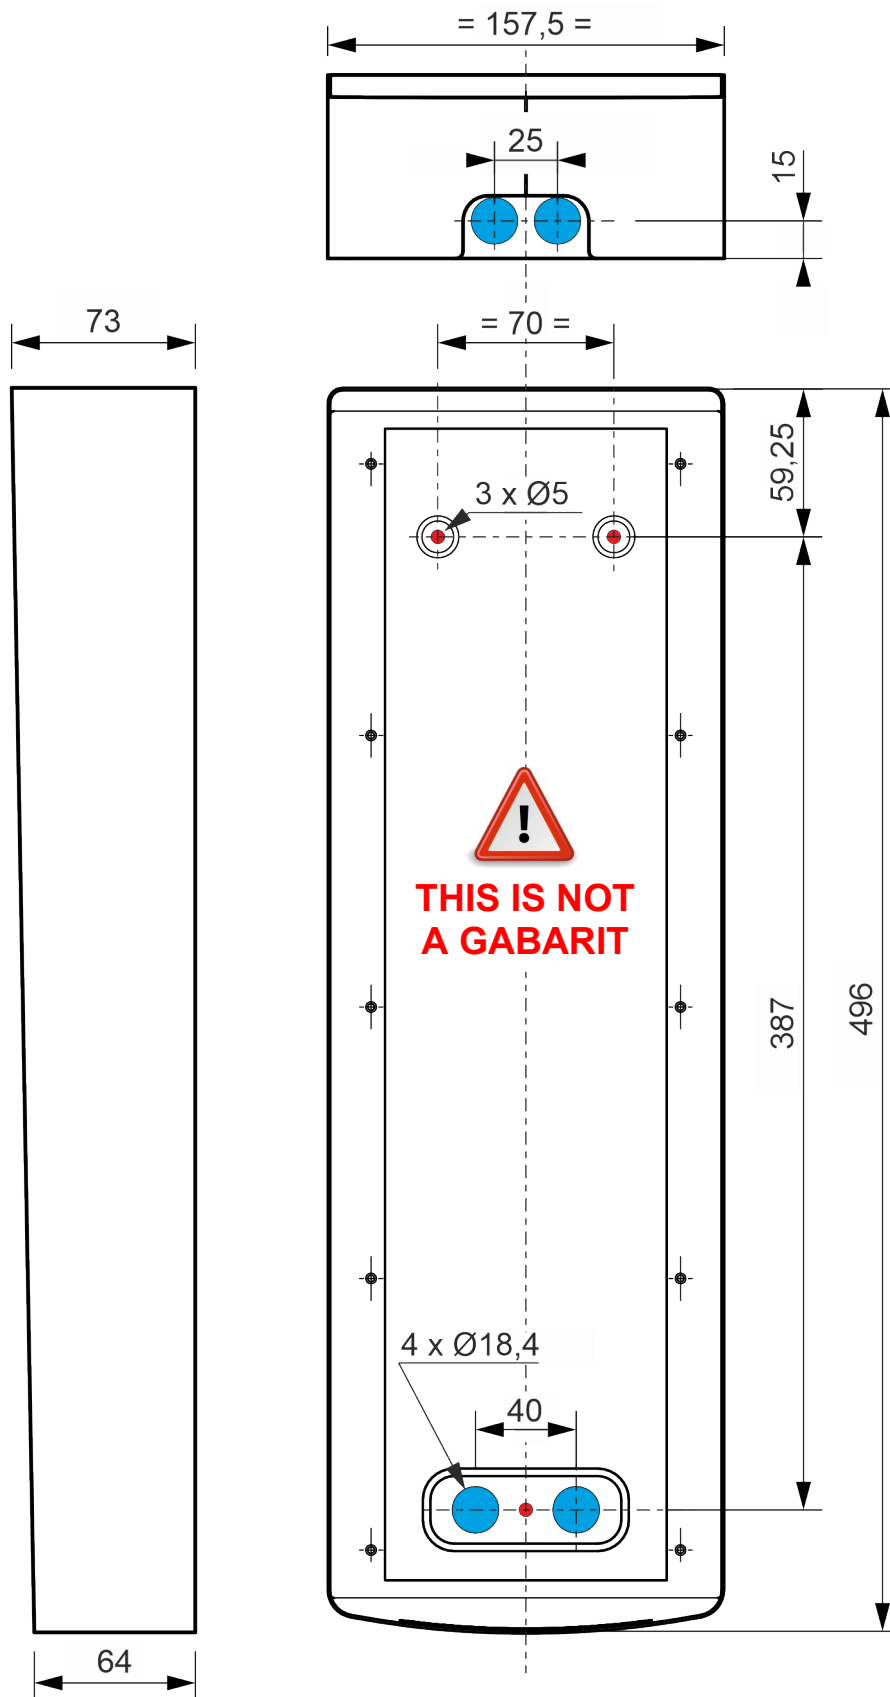 = 157,5 =
25
15
73
= 70 =
59,25
3 x Ø5
!
THIS IS NOT
A GABARIT
387
496
4 x Ø18,4
40
64